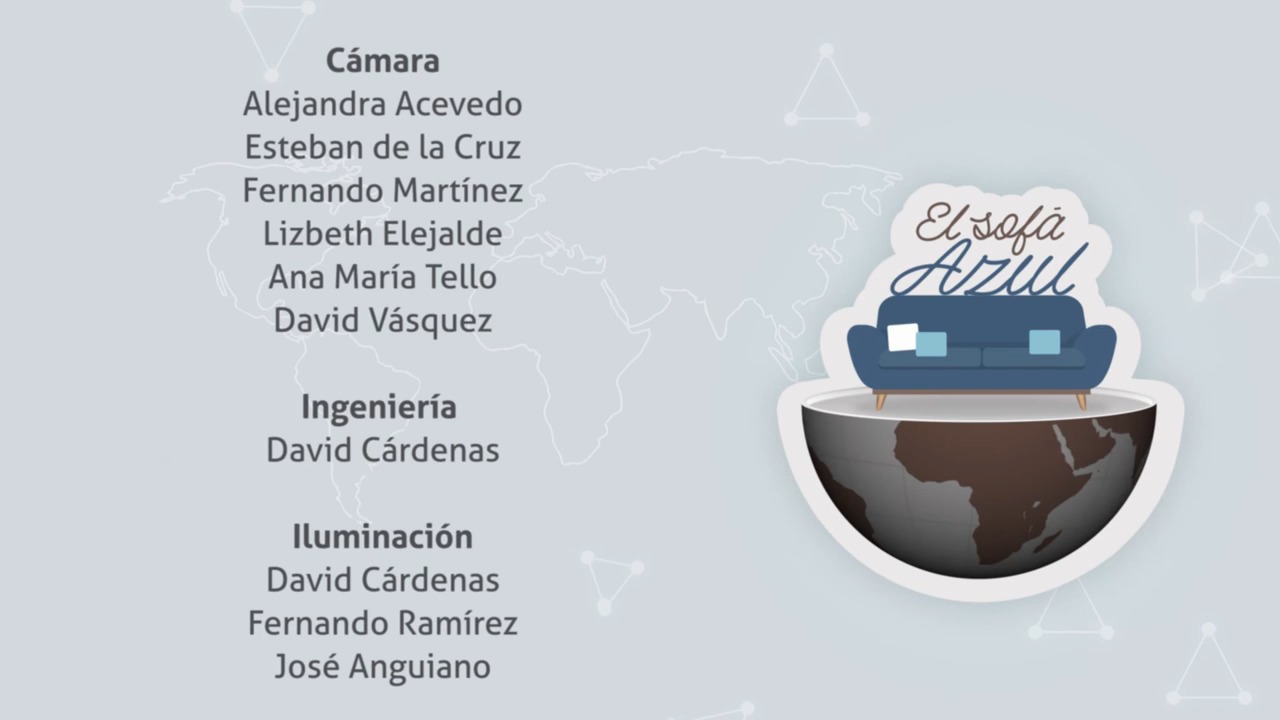 Cámara
Alejandra Acevedo
Esteban de la Cruz
Fernando Martínez
Lizbeth Elejalde
Ana María Tello
David Vásquez
Ingeniería
David Cárdenas
Iluminación
David Cárdenas
Fernando Ramírez
José Anguiano
El sofá
Azul